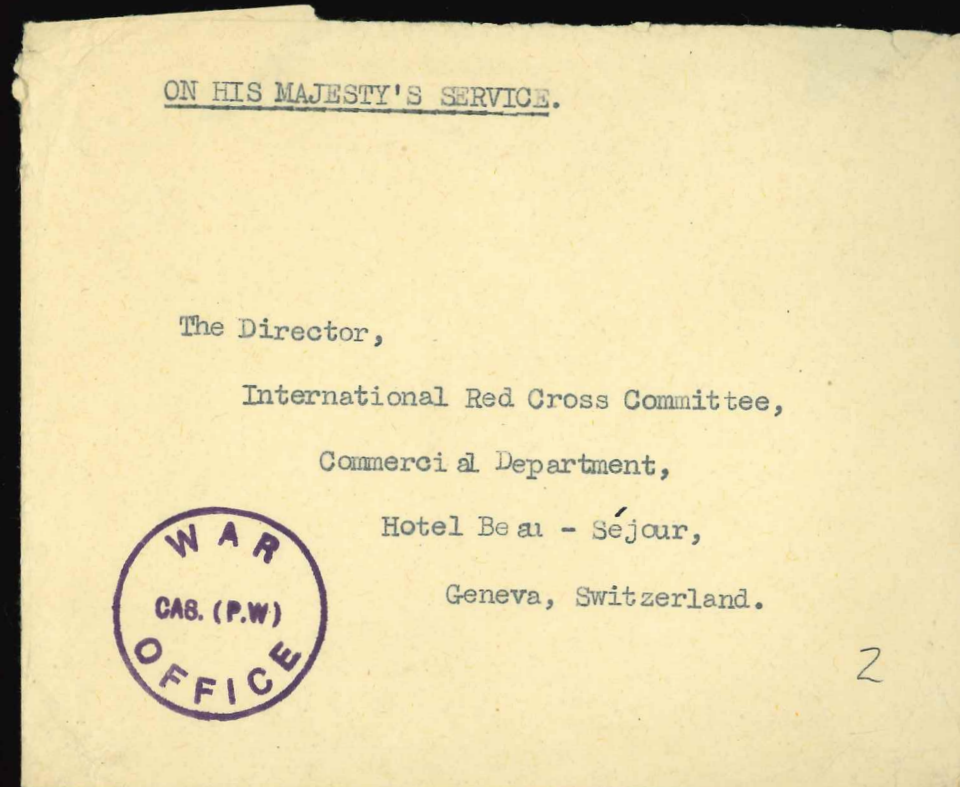 ON HIS MAJESTY'S SERVICE.
The Director,
International Red Cross Committee,
Commercial Department,
Hotel Beau - Séjour,
Geneva, Switzerland.
WAR
CAS. (P.W)
OFFICE
2